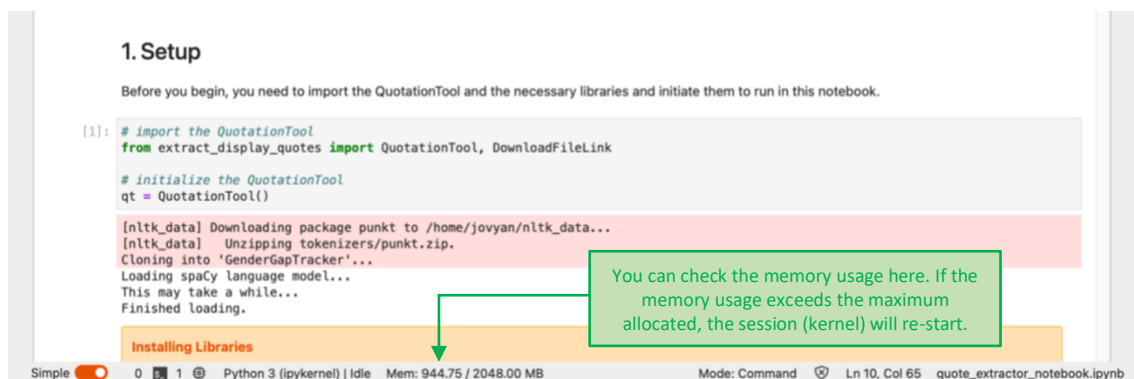 1. Setup
Before you begin, you need to import the QuotationTool and the necessary libraries and initiate them to run in this notebook.
[1]: # import the QuotationTool
from extract_display_quotes import QuotationTool, DownloadFileLink
# initialize the QuotationTool
qt = QuotationTool()
[nltk_data] Downloading package punkt to /home/jovyan/nltk_data...
[nltk_data]   Unzipping tokenizers/punkt.zip.
Cloning into 'GenderGapTracker'...
Loading spaCy language model...
This may take a while...
Finished loading.
You can check the memory usage here. If the
memory usage exceeds the maximum
allocated, the session (kernel) will re-start.
Installing Libraries
Simple 0 1 Python 3 (ipykernel) | Idle Mem: 944.75 / 2048.00 MB Mode: Command Ln 10, Col 65 quote_extractor_notebook.ipynb